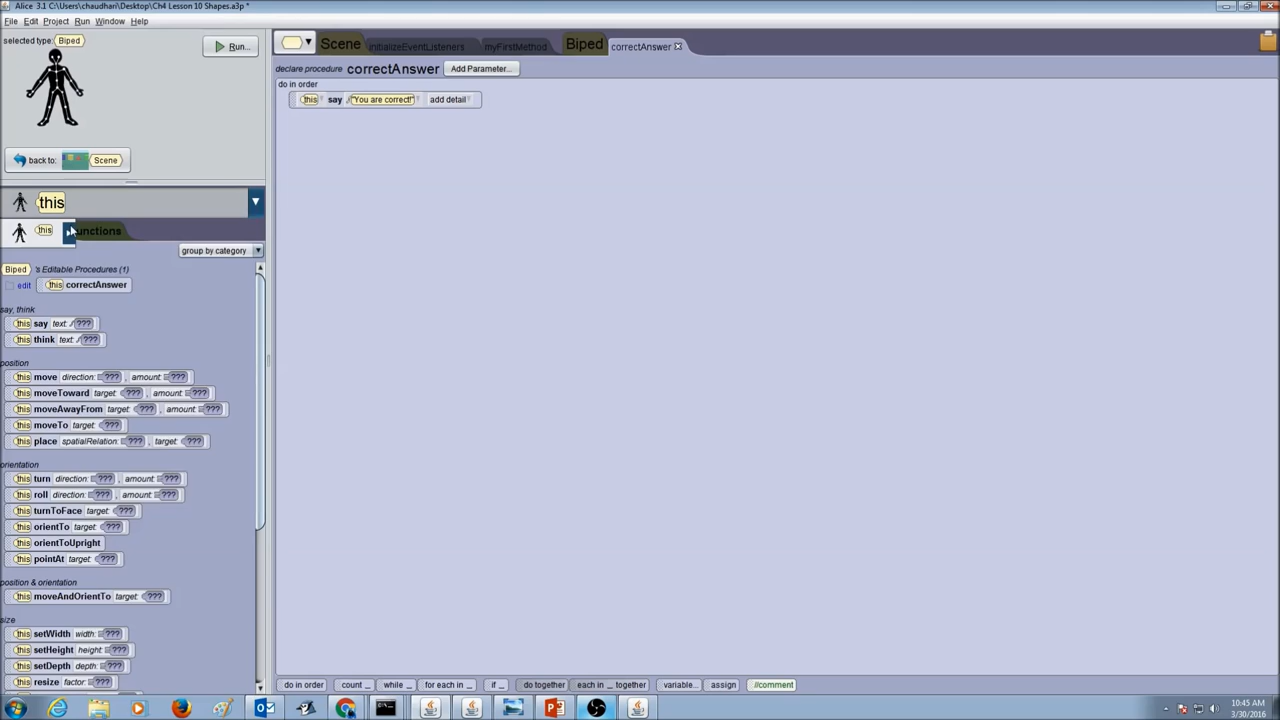 Alice 3.1 C:\Users\chaudhari\Desktop\Ch4 Lesson 10 Shapes.a3p *
File Edit Project Run Window Help
selected type: Biped
Run...
back to: Scene
this
this
unctions
group by category
Biped 's Editable Procedures (1)
edit this correctAnswer
say, think
this say text: ???
this think text: ???
position
this move direction: ??? , amount: ???
this moveToward target: ??? , amount: ???
this moveAwayFrom target: ??? , amount: ???
this moveTo target: ???
this place spatialRelation: ??? , target: ???
orientation
this turn direction: ??? , amount: ???
this roll direction: ??? , amount: ???
this turnToFace target: ???
this orientTo target: ???
this orientToUpright
this pointAt target: ???
position & orientation
this moveAndOrientTo target: ???
size
this setWidth width: ???
this setHeight height: ???
this setDepth depth: ???
this resize factor: ???
Scene initializeEventListeners myFirstMethod Biped correctAnswer
declare procedure correctAnswer Add Parameter...
do in order
this say "You are correct!" add detail
do in order count _ while _ for each in _ if _ do together each in _ together variable... assign //comment
10:45 AM
3/30/2016